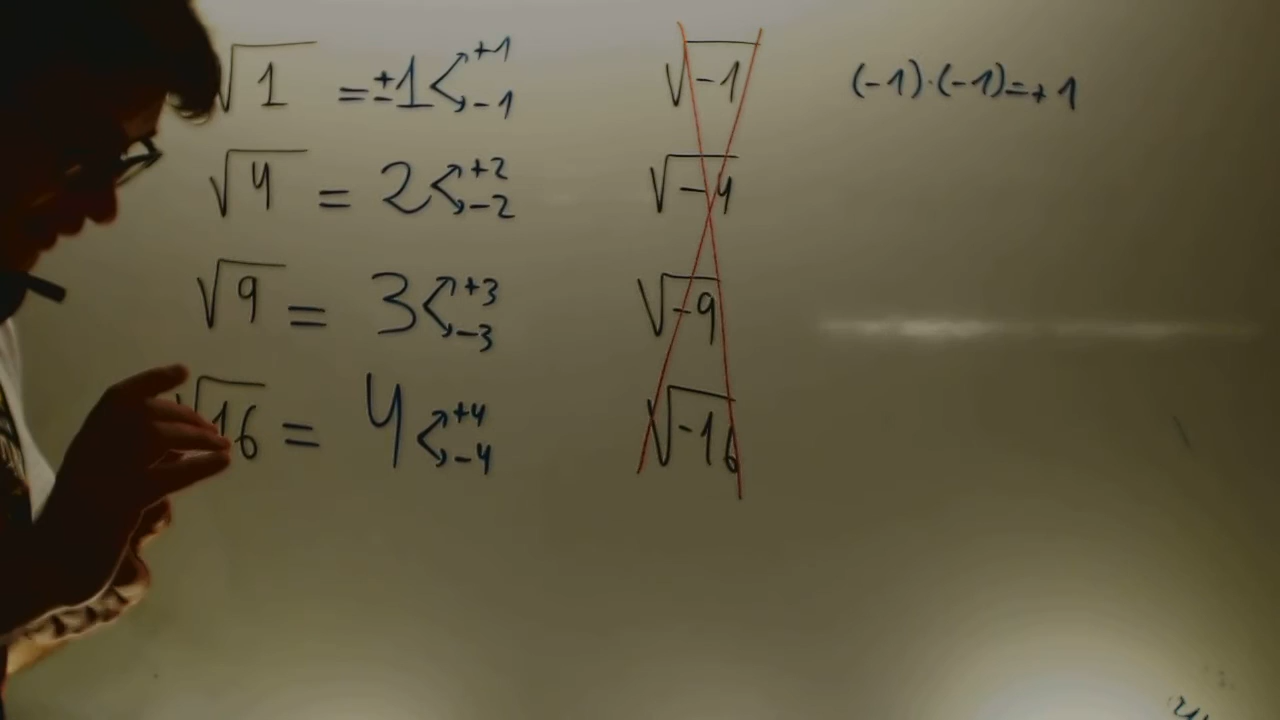 √1 = ±1 +1 -1 √-1 (-1)·(-1)=+1
√4 = 2 +2 -2 √-4
√9 = 3 +3 -3 √-9
√16 = 4 +4 -4 √-16